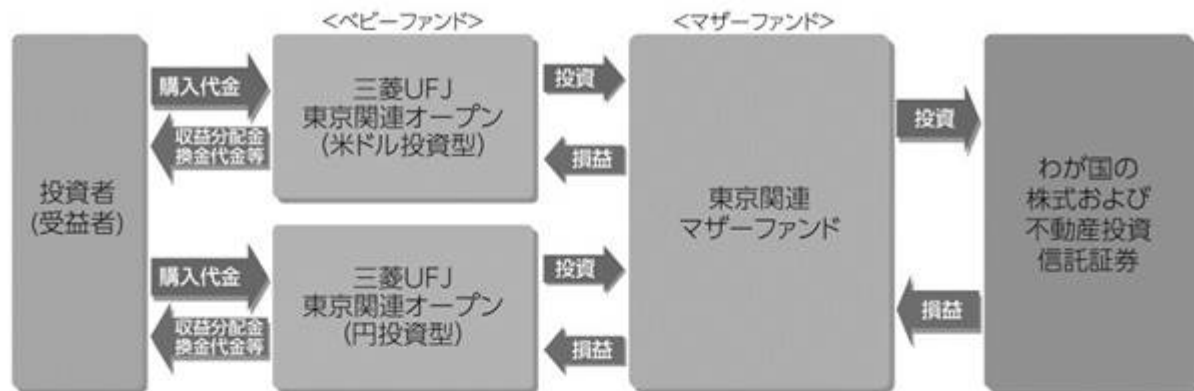 <ベビーファンド>
<マザーファンド>
投資者
(受益者)
購入代金
収益分配金
換金代金等
三菱UFJ
東京関連オープン
(米ドル投資型)
投資
損益
購入代金
収益分配金
換金代金等
三菱UFJ
東京関連オープン
(円投資型)
投資
損益
東京関連
マザーファンド
投資
損益
わが国の
株式および
不動産投資
信託証券